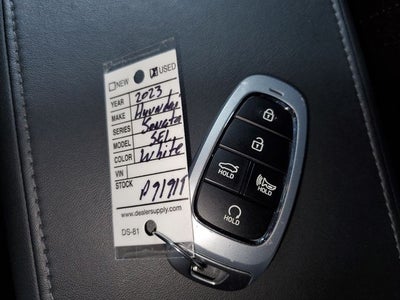 NEW USED
YEAR 2023
MAKE Hyundai
SERIES Sonata
MODEL SEL
COLOR White
VIN
STOCK
www.dealersupply.com
DS-61
HOLD
HOLD
HOLD